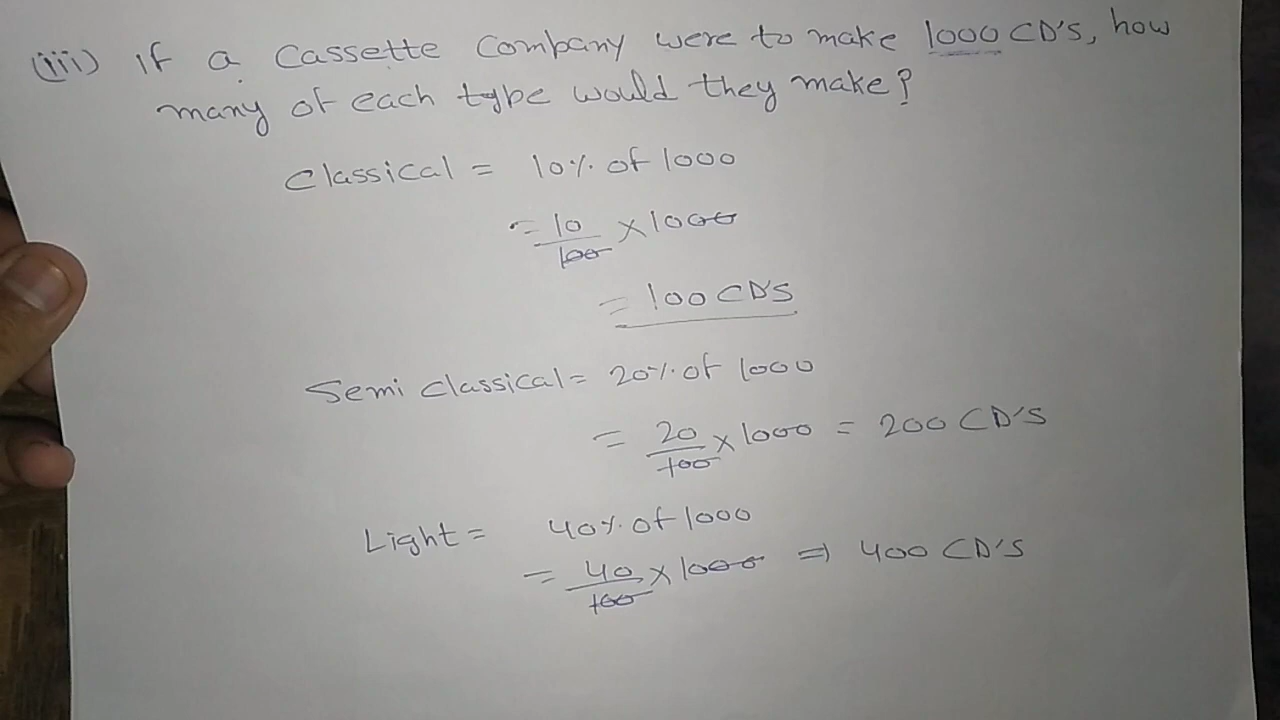 (iii) If a Cassette Company were to make 1000 CD's, how
many of each type would they make?
Classical = 10% of 1000
= 10/100 × 1000
= 100 CD'S
Semi classical = 20% of 1000
= 20/100 × 1000 = 200 CD'S
Light = 40% of 1000
= 40/100 × 1000 ⇒ 400 CD'S